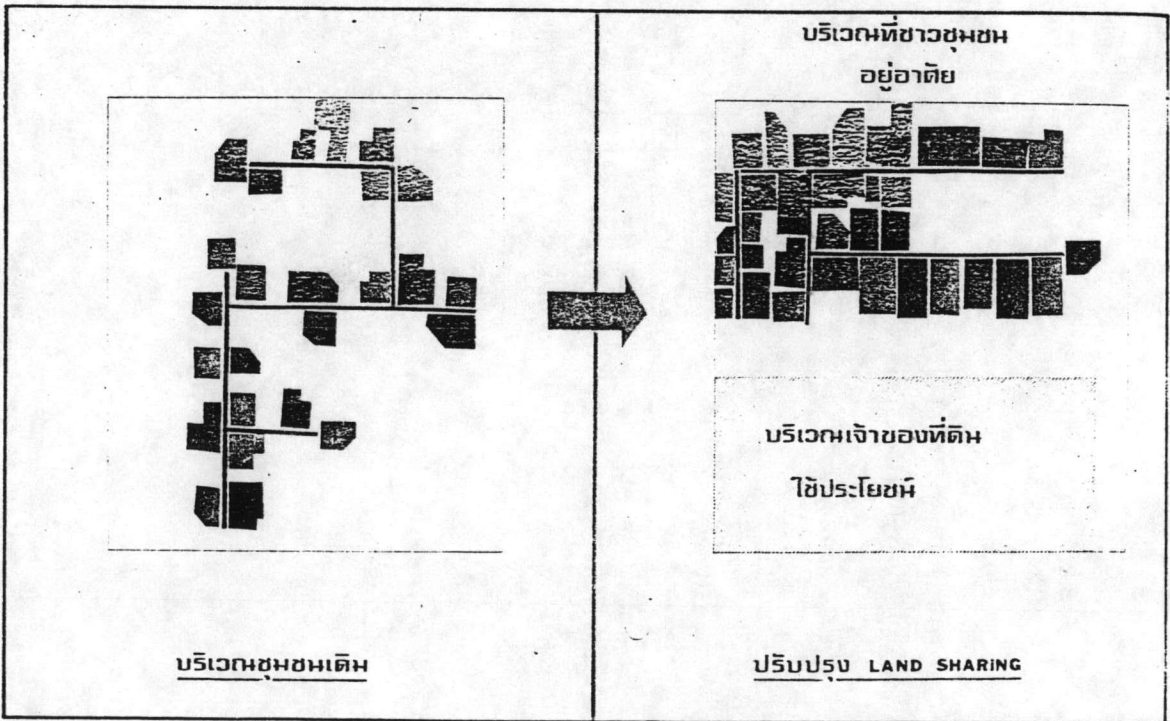 บริเวณที่ชาวชุมชน
อยู่อาศัย
บริเวณเจ้าของที่ดิน
ใช้ประโยชน์
บริเวณชุมชนเดิม
ปรับปรุง LAND SHARING